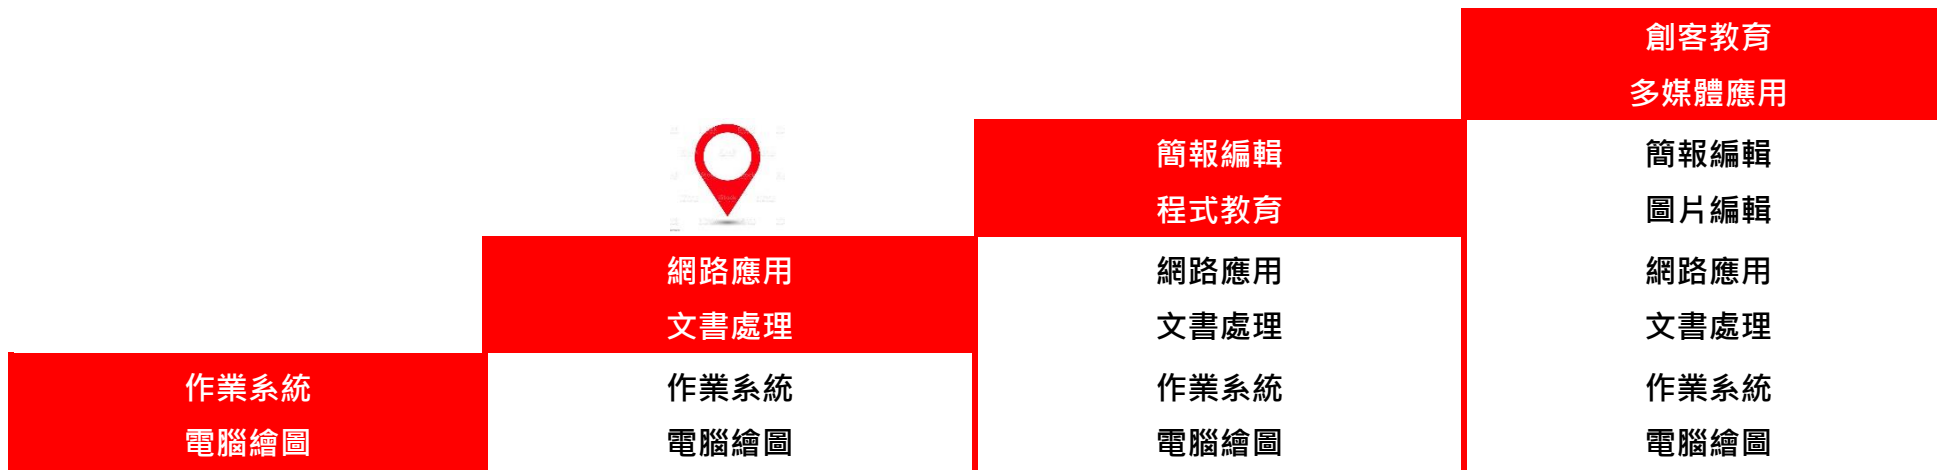 創客教育
多媒體應用
簡報編輯
簡報編輯
程式教育
圖片編輯
網路應用
網路應用
網路應用
文書處理
文書處理
文書處理
作業系統
作業系統
作業系統
作業系統
電腦繪圖
電腦繪圖
電腦繪圖
電腦繪圖